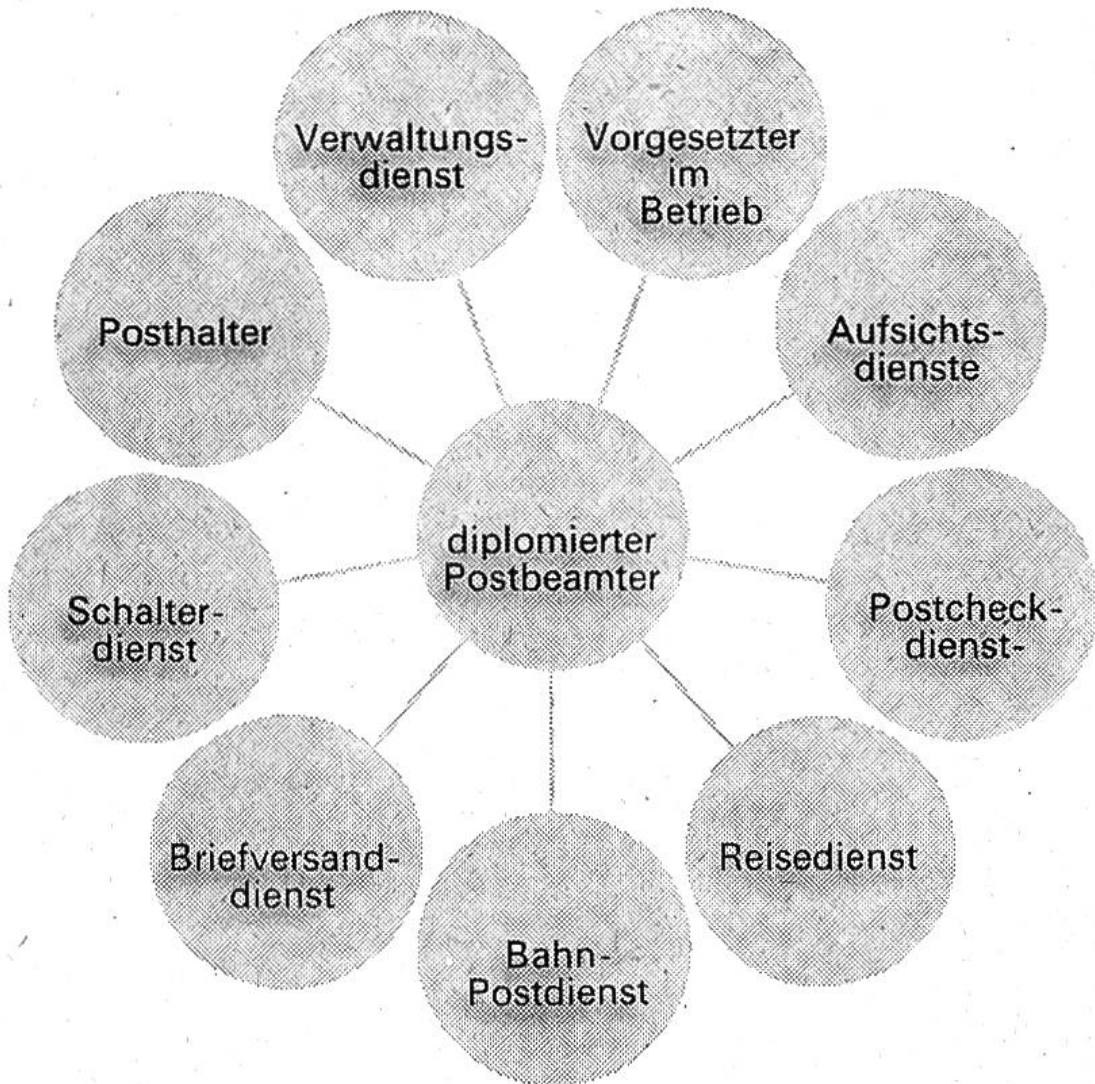 Verwaltungs-
dienst
Vorgesetzter
im
Betrieb
Posthalter
Aufsichts-
dienste
diplomierter
Postbeamter
Schalter-
dienst
Postcheck-
dienst-
Briefversand-
dienst
Reisedienst
Bahn-
Postdienst